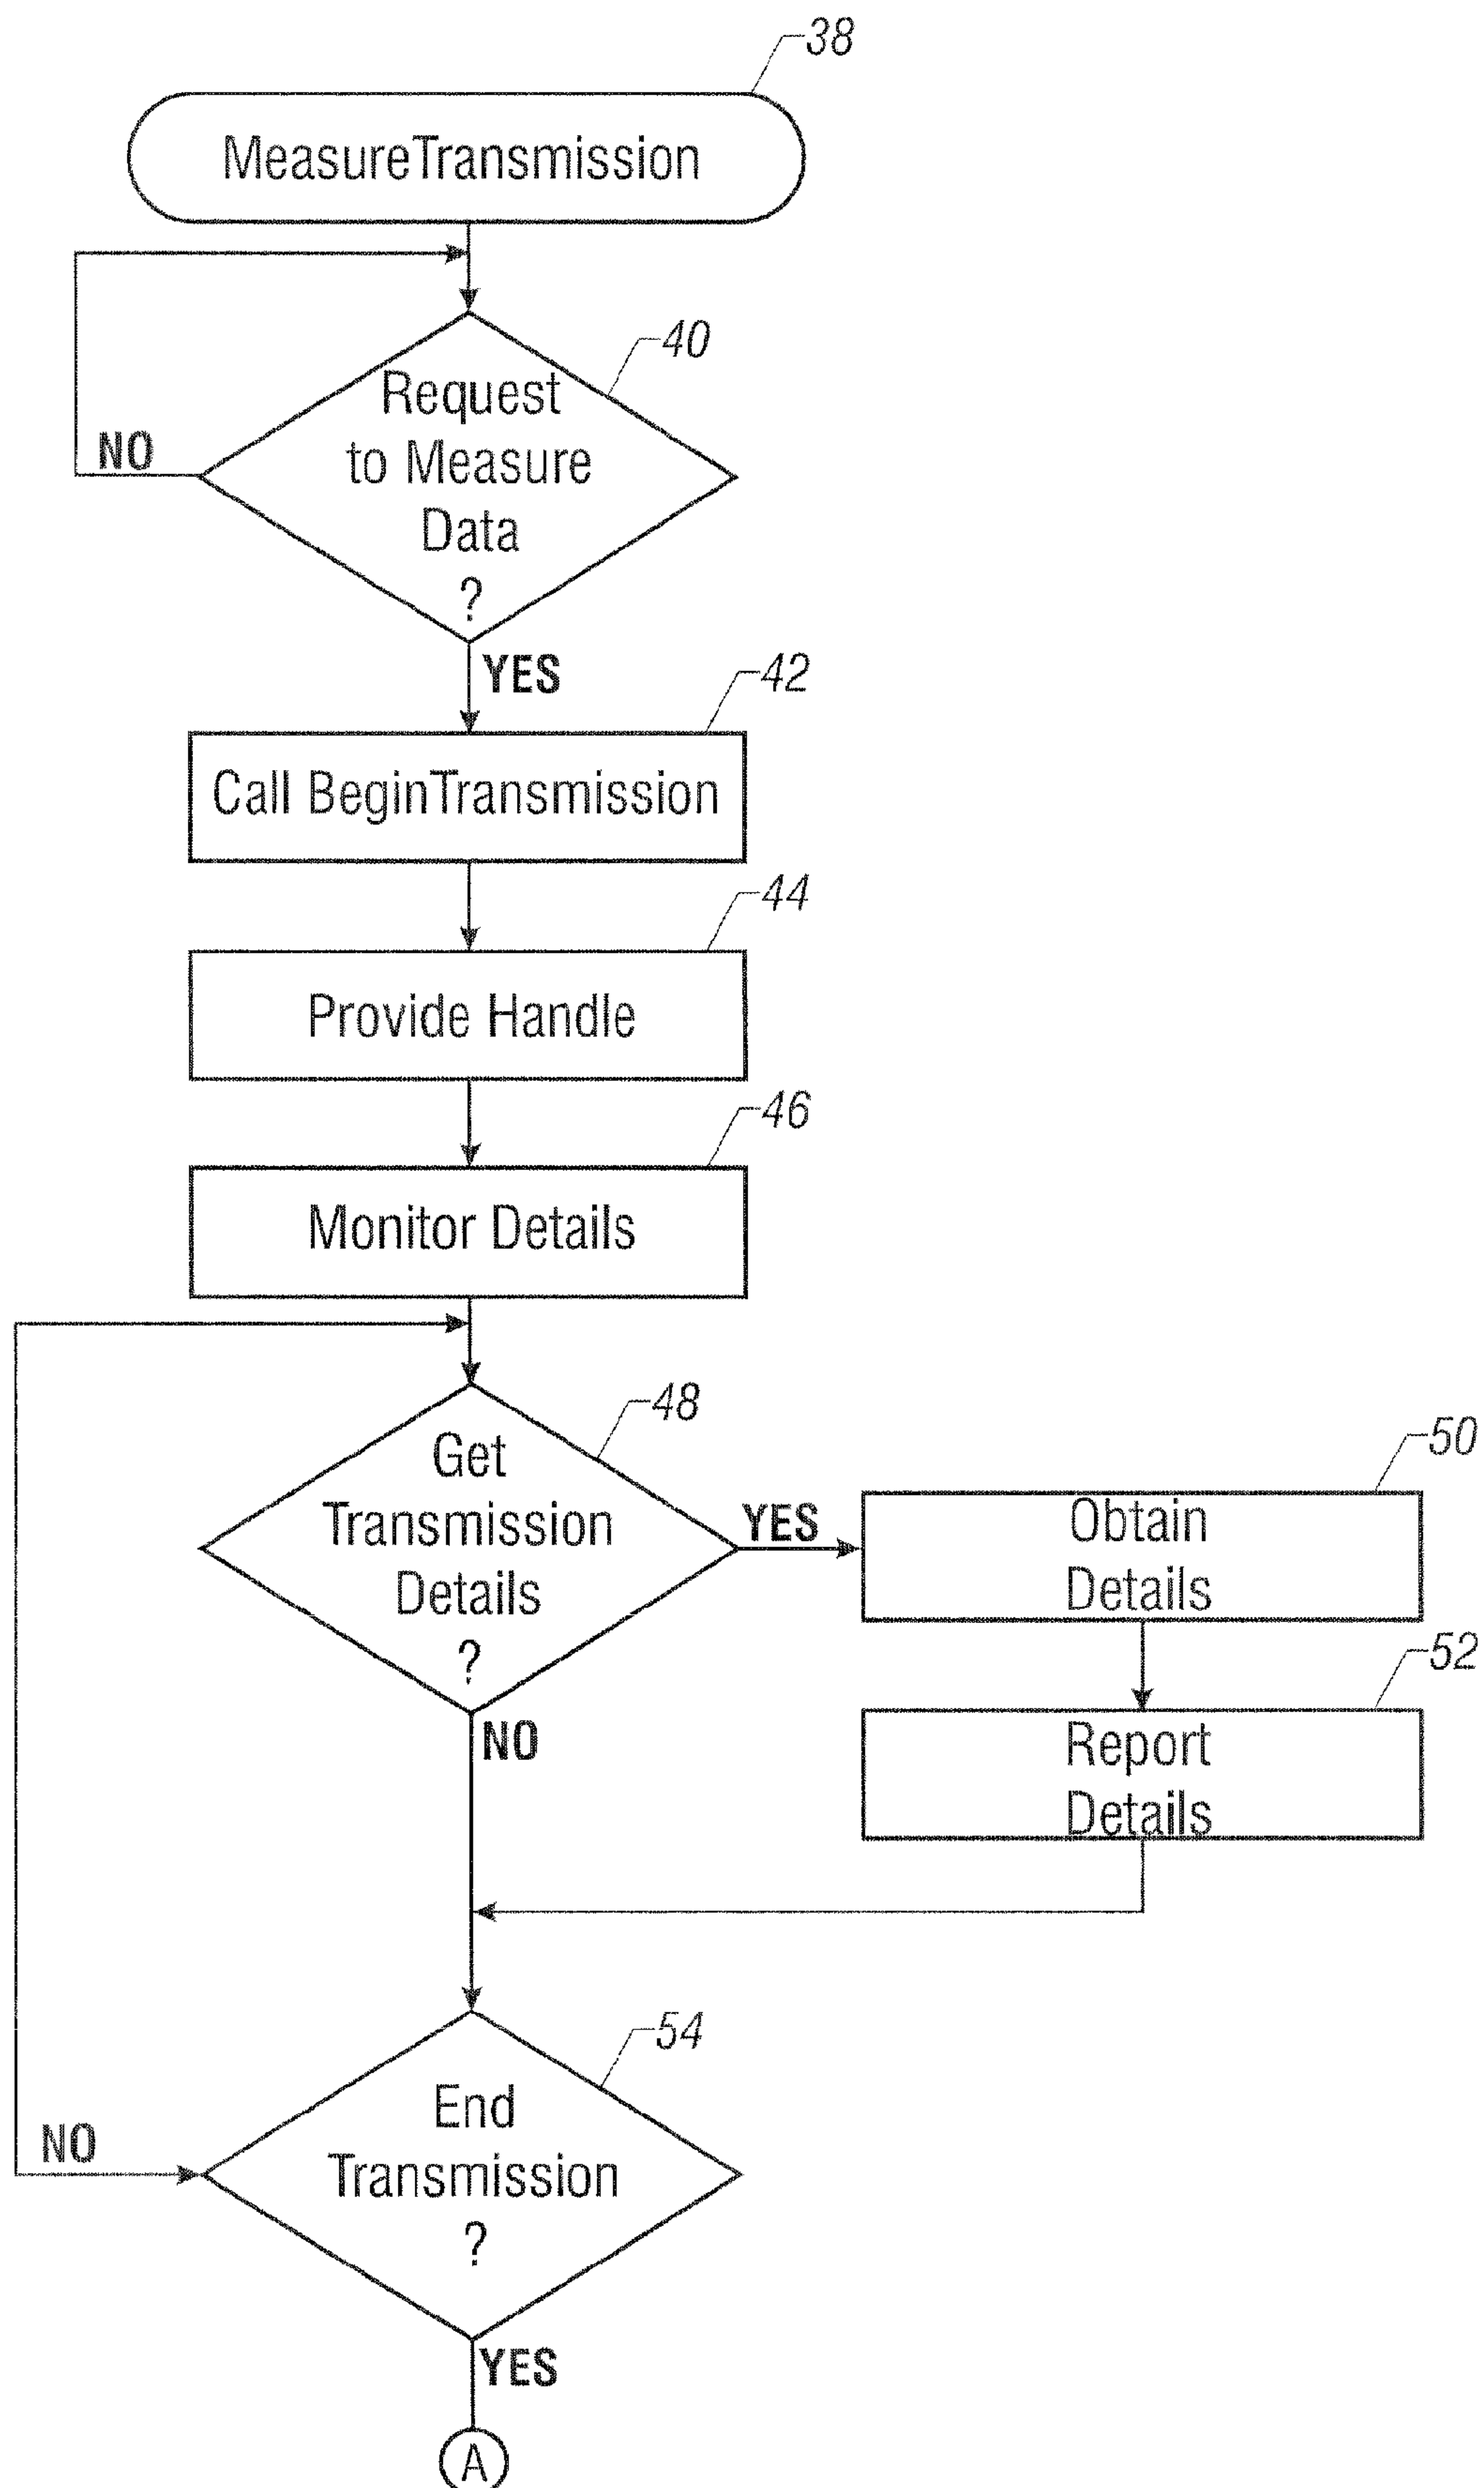 38
MeasureTransmission
40
Request
to Measure
Data
?
NO
YES
42
Call BeginTransmission
44
Provide Handle
46
Monitor Details
48
Get
Transmission
Details
?
YES
50
Obtain
Details
52
Report
Details
NO
54
End
Transmission
?
NO
YES
A